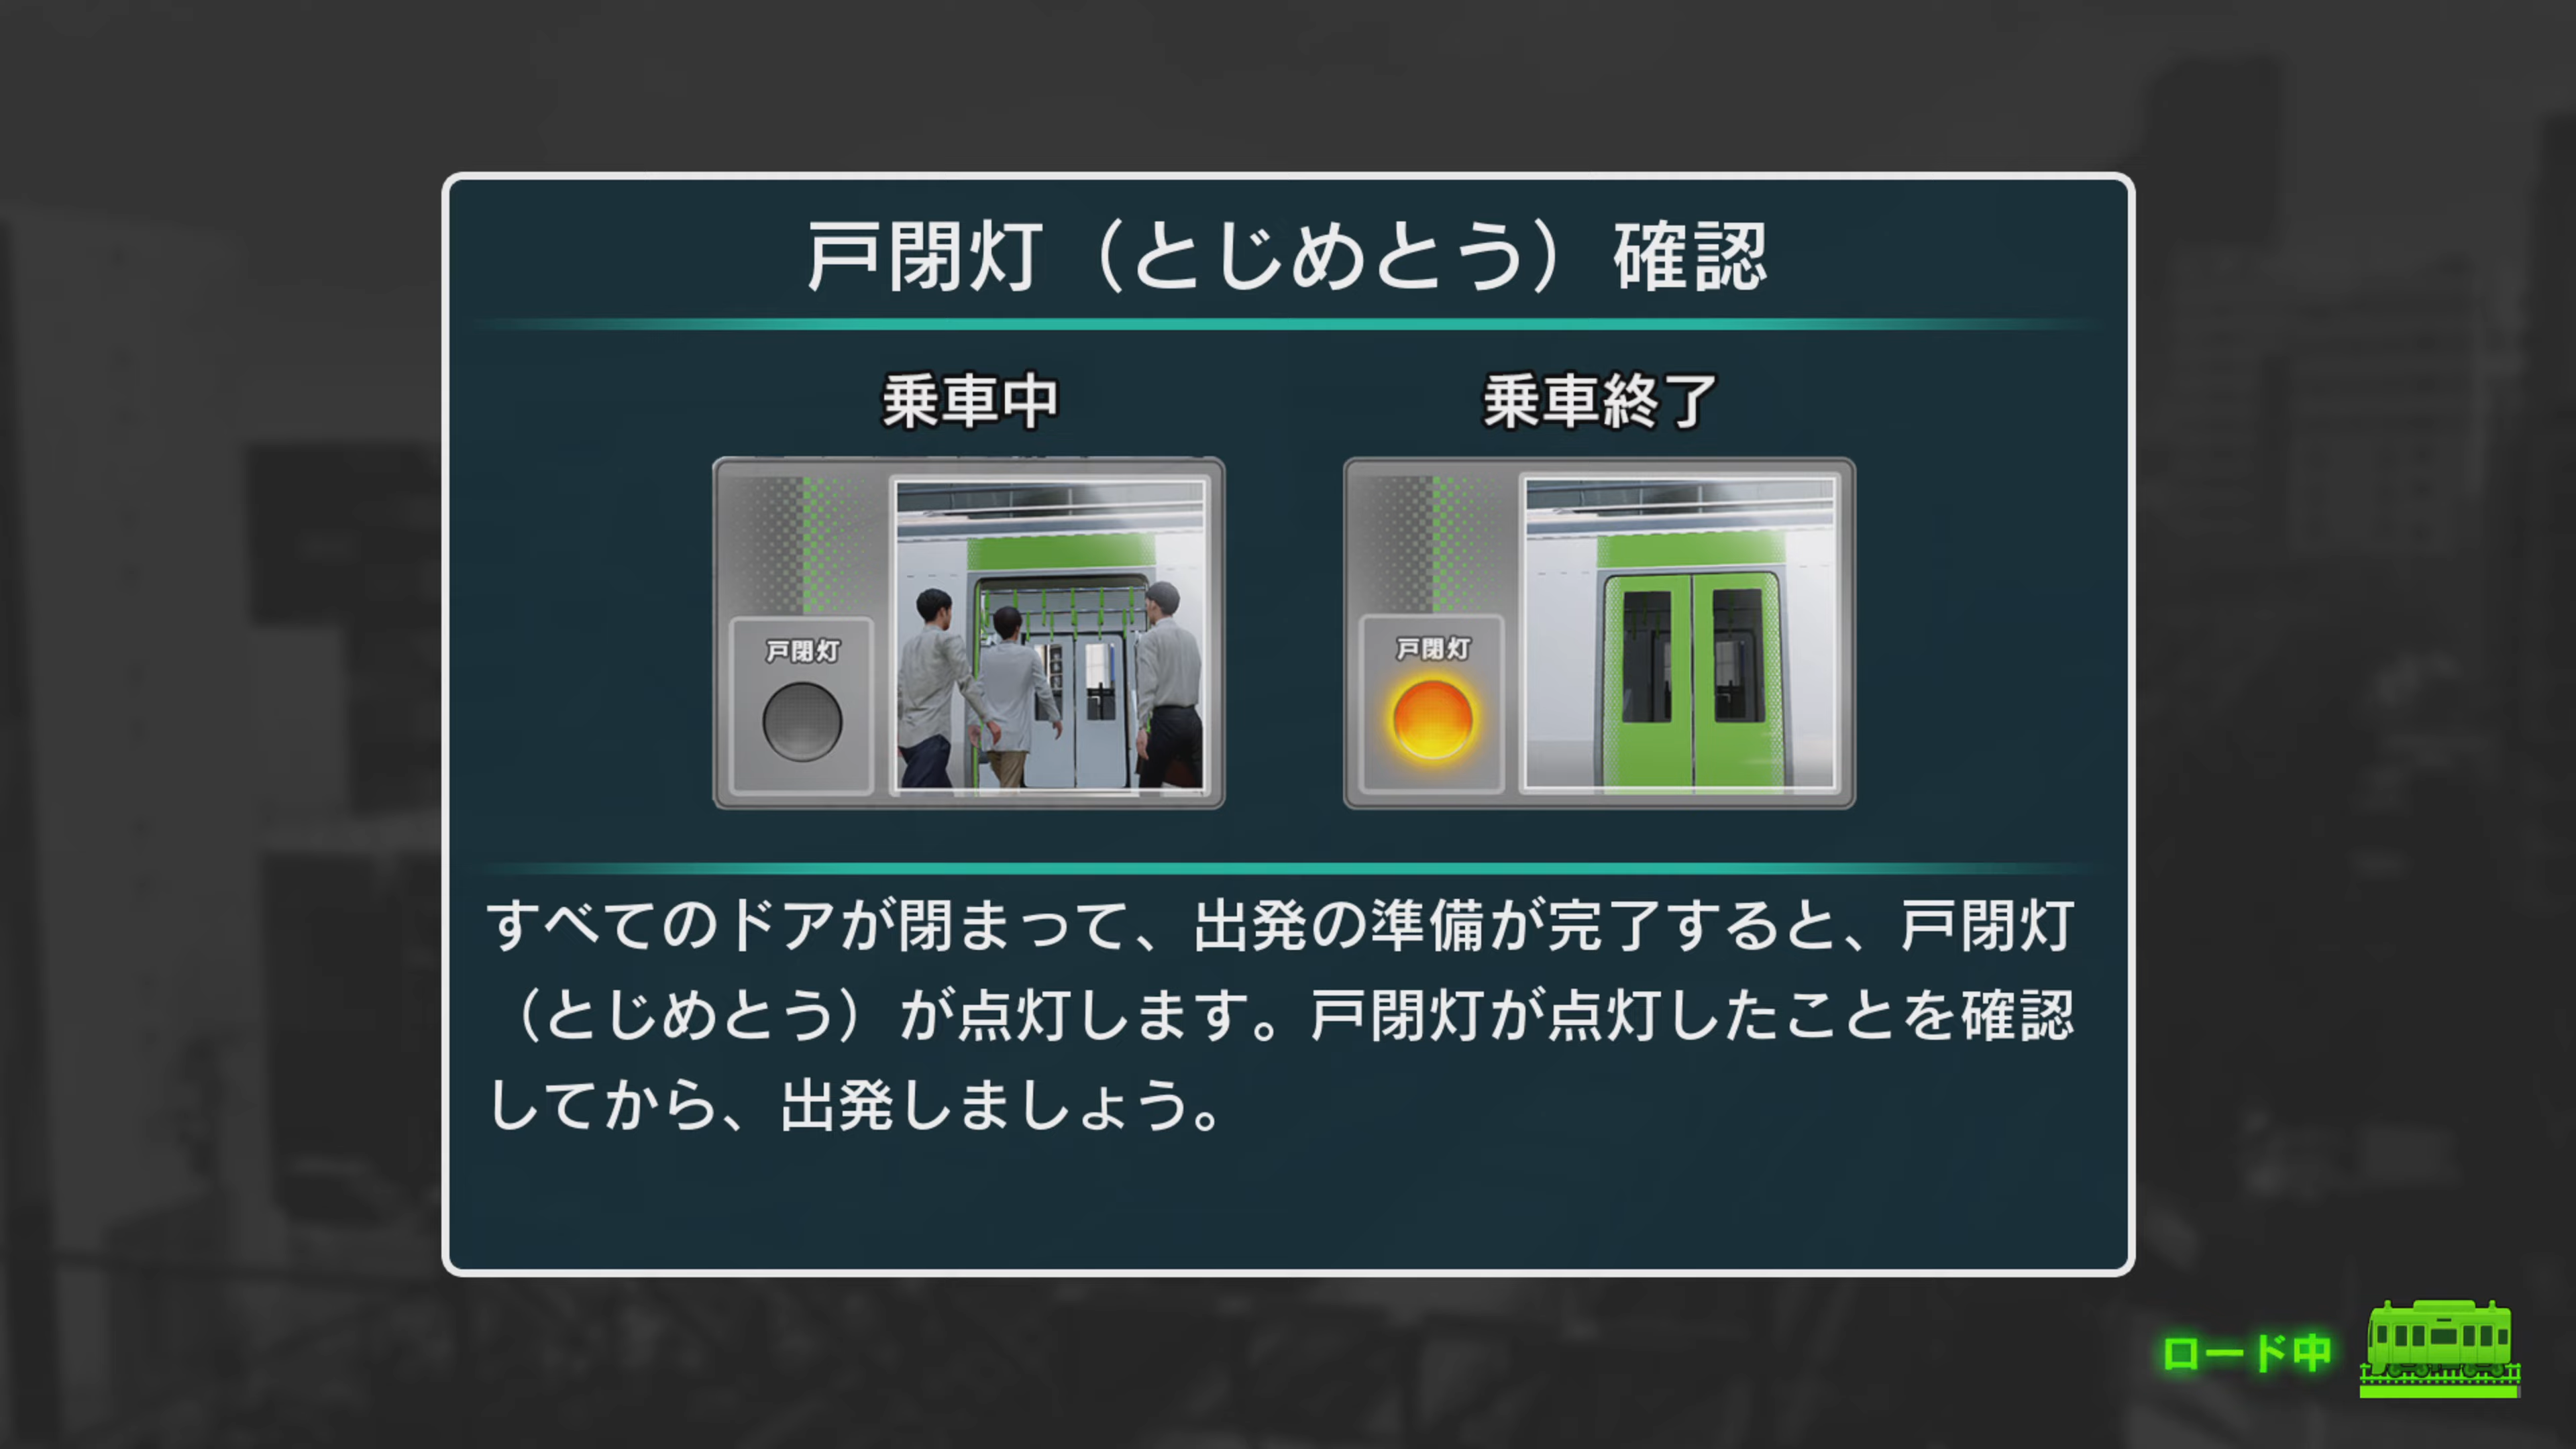 戸閉灯（とじめとう）確認
乗車中
乗車終了
戸閉灯
戸閉灯
すべてのドアが閉まって、出発の準備が完了すると、戸閉灯
（とじめとう）が点灯します。戸閉灯が点灯したことを確認
してから、出発しましょう。
ロード中